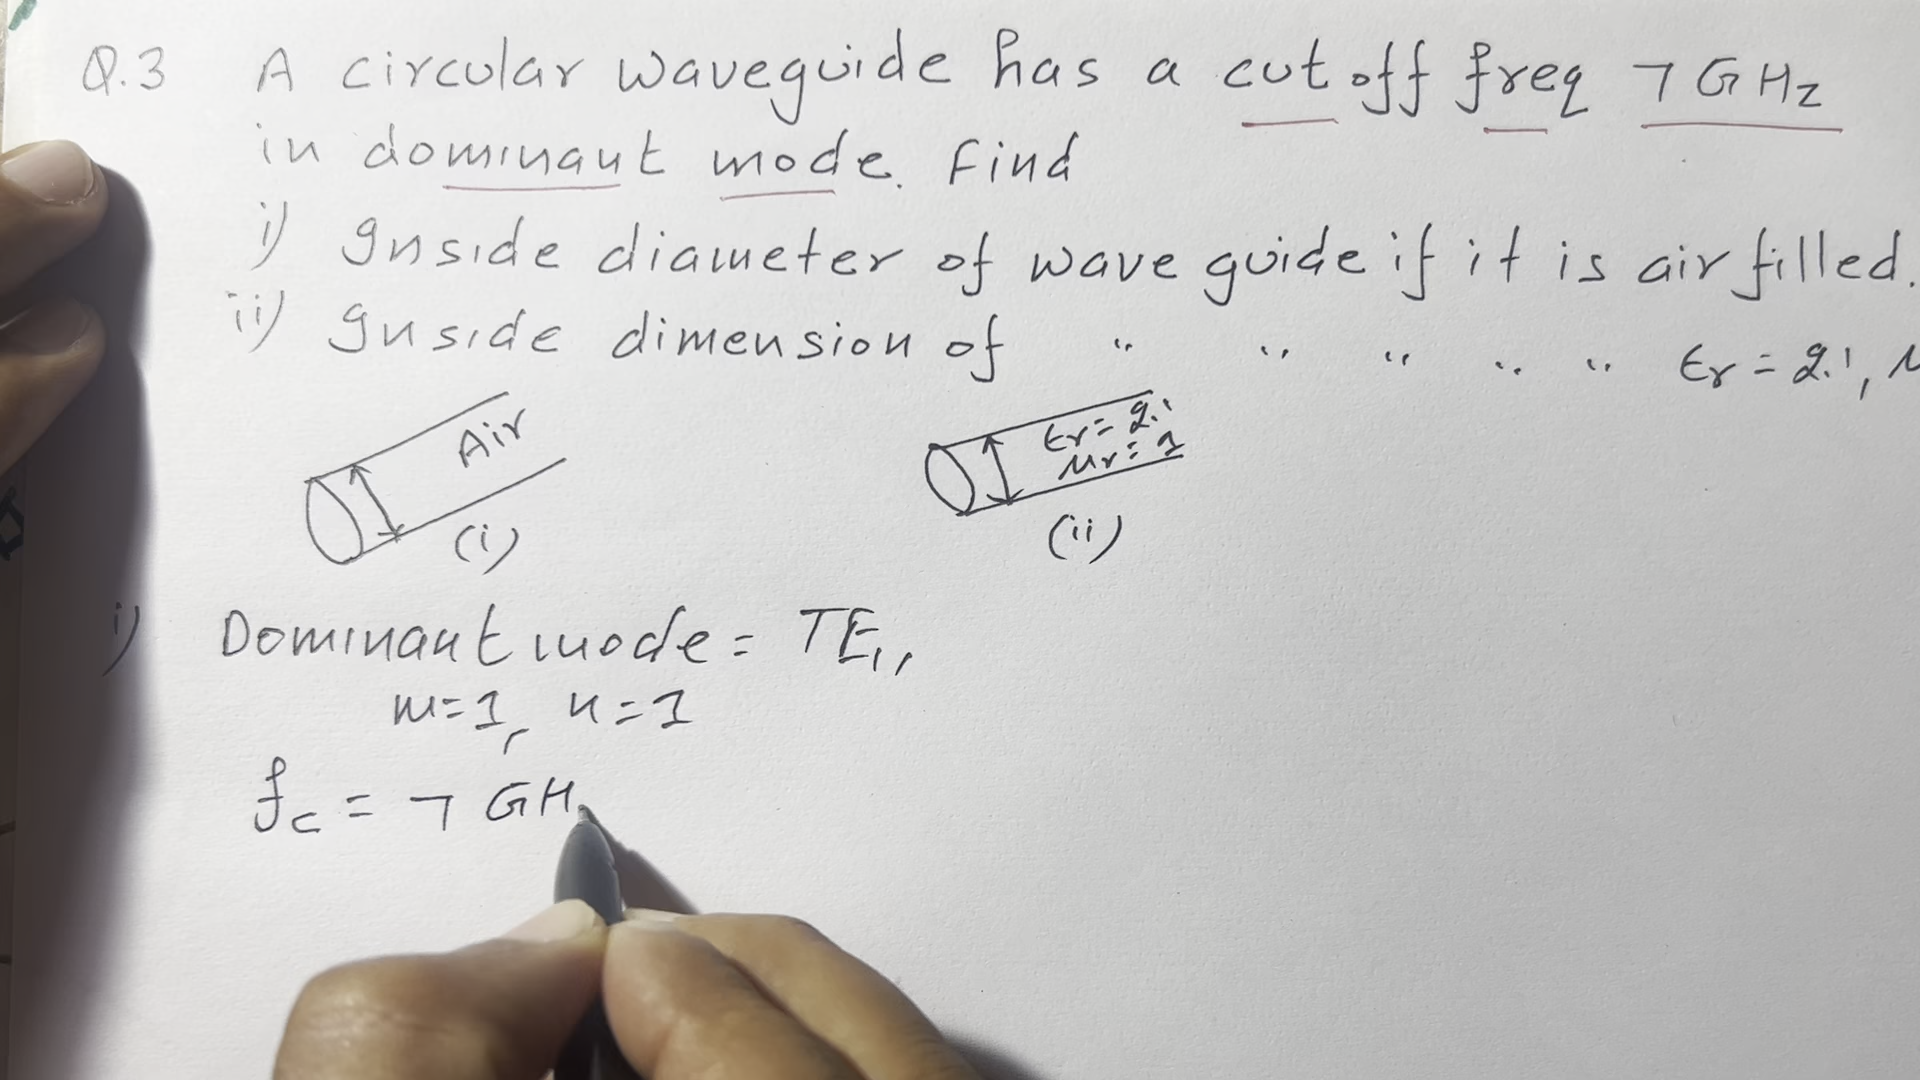 Q.3 A circular waveguide has a cut off freq 7 GHz
in dominant mode. Find
i) Inside diameter of wave guide if it is air filled.
ii) Inside dimension of " " " " " εr = 2.1, μ
Air
(i)
εr = 2.1
μr = 1
(ii)
i) Dominant mode = TE11
m=1, n=1
fc = 7 GH